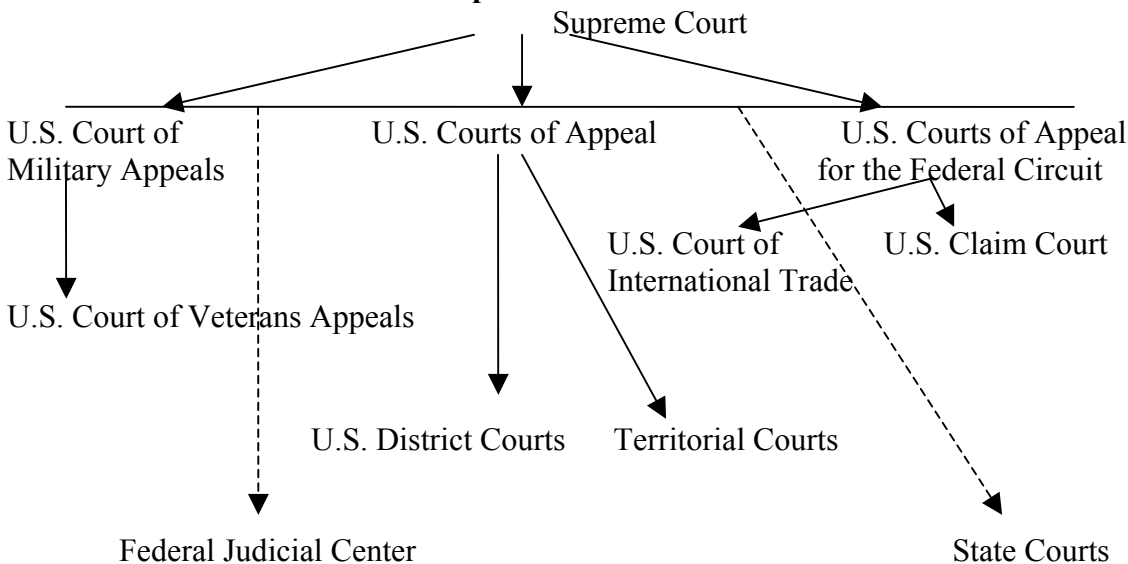 Supreme Court
U.S. Court of
Military Appeals
U.S. Courts of Appeal
U.S. Courts of Appeal
for the Federal Circuit
U.S. Court of
International Trade
U.S. Claim Court
U.S. Court of Veterans Appeals
U.S. District Courts
Territorial Courts
Federal Judicial Center
State Courts